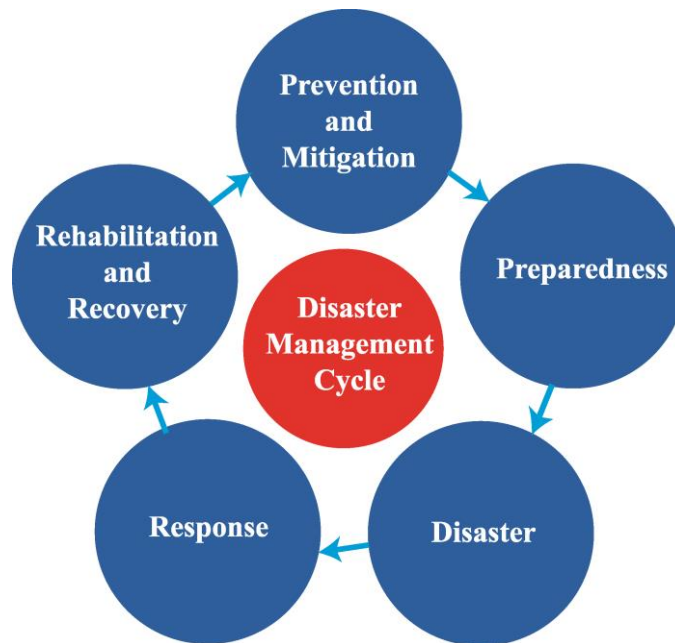 Prevention
and
Mitigation
Preparedness
Disaster
Response
Rehabilitation
and
Recovery
Disaster
Management
Cycle